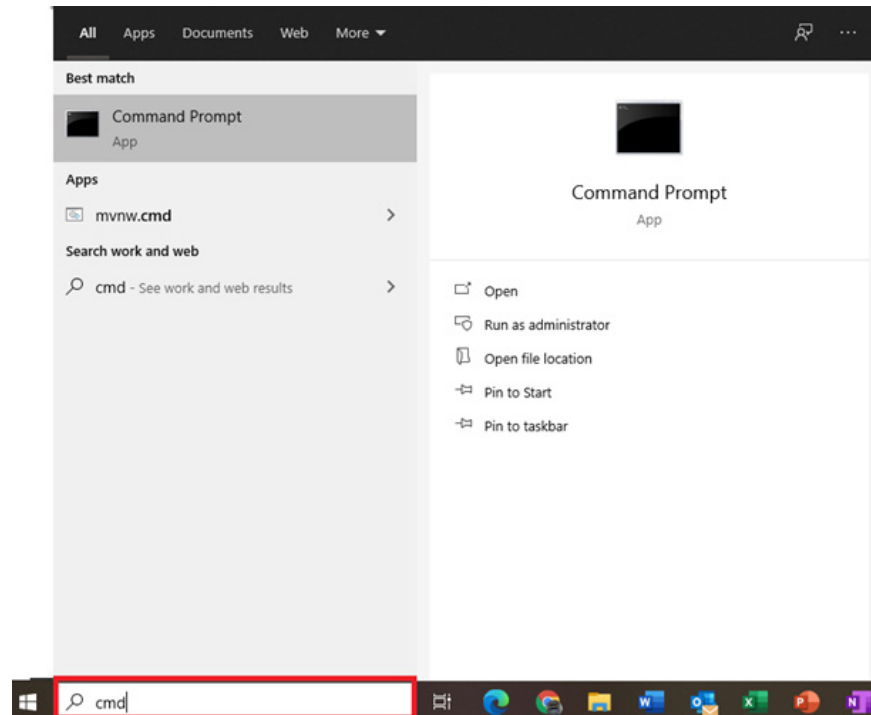 All Apps Documents Web More
Best match
Command Prompt
App
Apps
mvnw.cmd
Search work and web
cmd - See work and web results
Command Prompt
App
Open
Run as administrator
Open file location
Pin to Start
Pin to taskbar
cmd